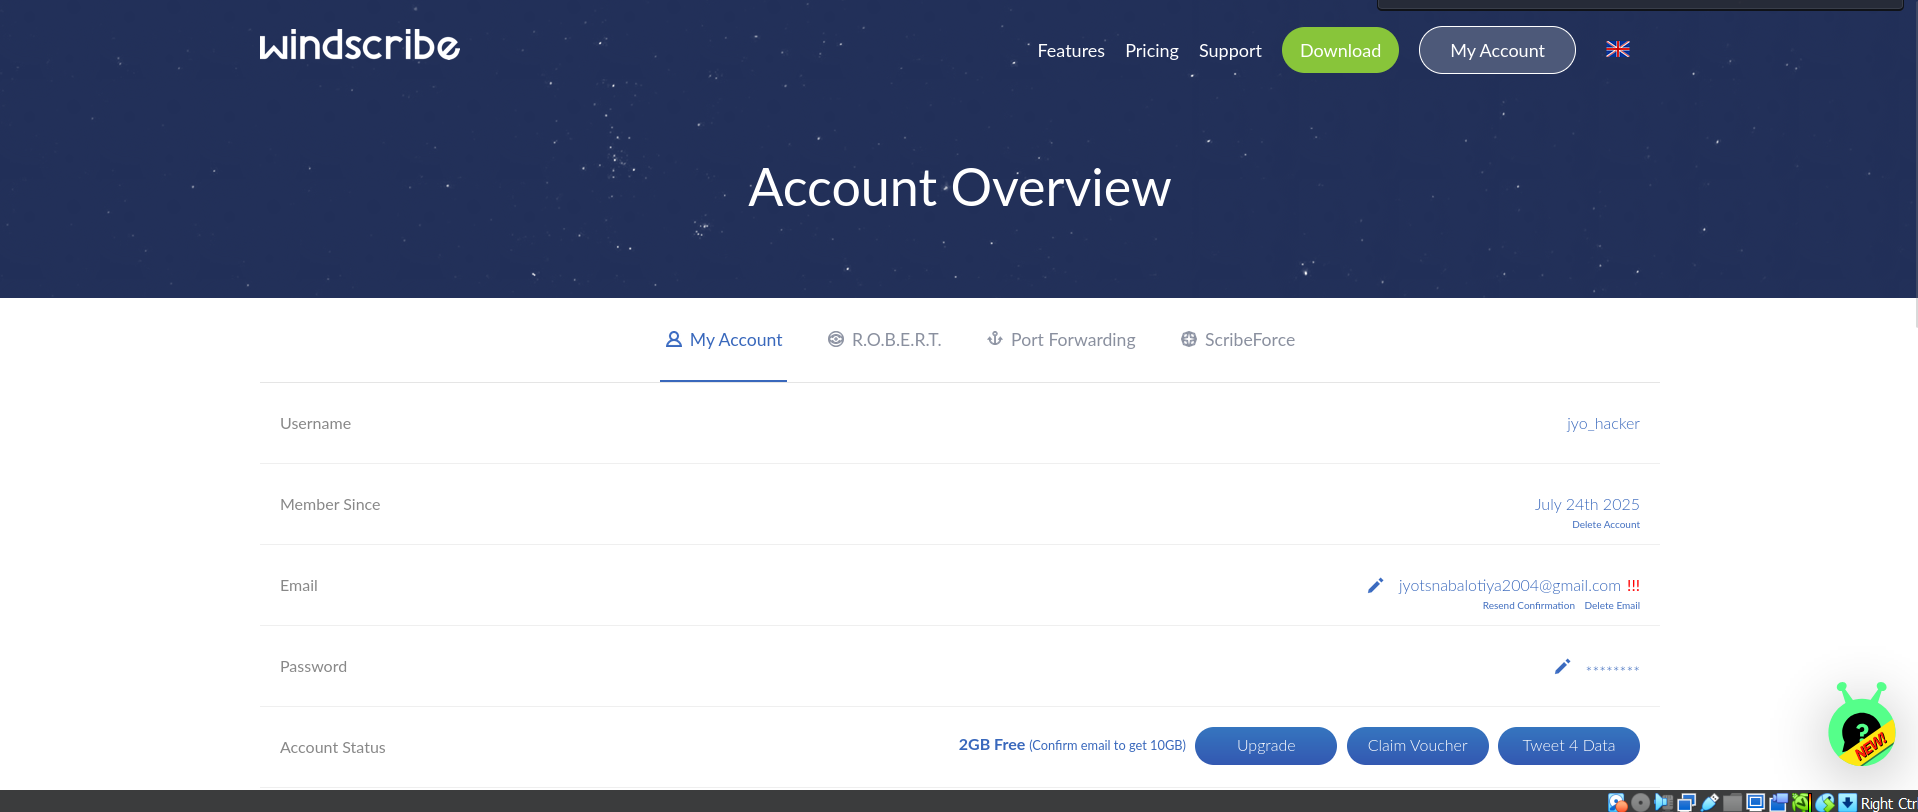 windscribe
Features Pricing Support Download My Account
Account Overview
My Account R.O.B.E.R.T. Port Forwarding ScribeForce
Username jyo_hacker
Member Since July 24th 2025
Delete Account
Email jyotsnabalotiya2004@gmail.com !!!
Resend Confirmation Delete Email
Password ********
Account Status 2GB Free (Confirm email to get 10GB) Upgrade Claim Voucher Tweet 4 Data
?
NEW!
Right Ctr